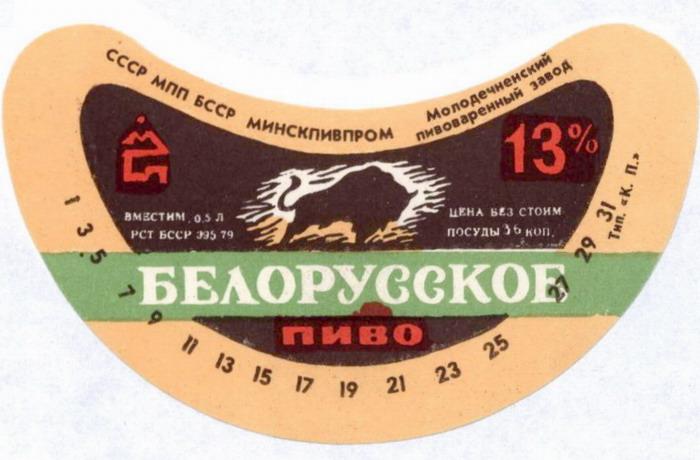 СССР МПП БССР МИНСКПИВПРОМ
Молодечненский
пивоваренный завод
13%
ВМЕСТИМ. 0,5 Л
РСТ БССР 395 79
ЦЕНА БЕЗ СТОИМ
ПОСУДЫ 36 КОП.
БЕЛОРУССКОЕ
ПИВО
1 3 5 7 9 11 13 15 17 19 21 23 25 27 29 31
Тип. «К. П.»